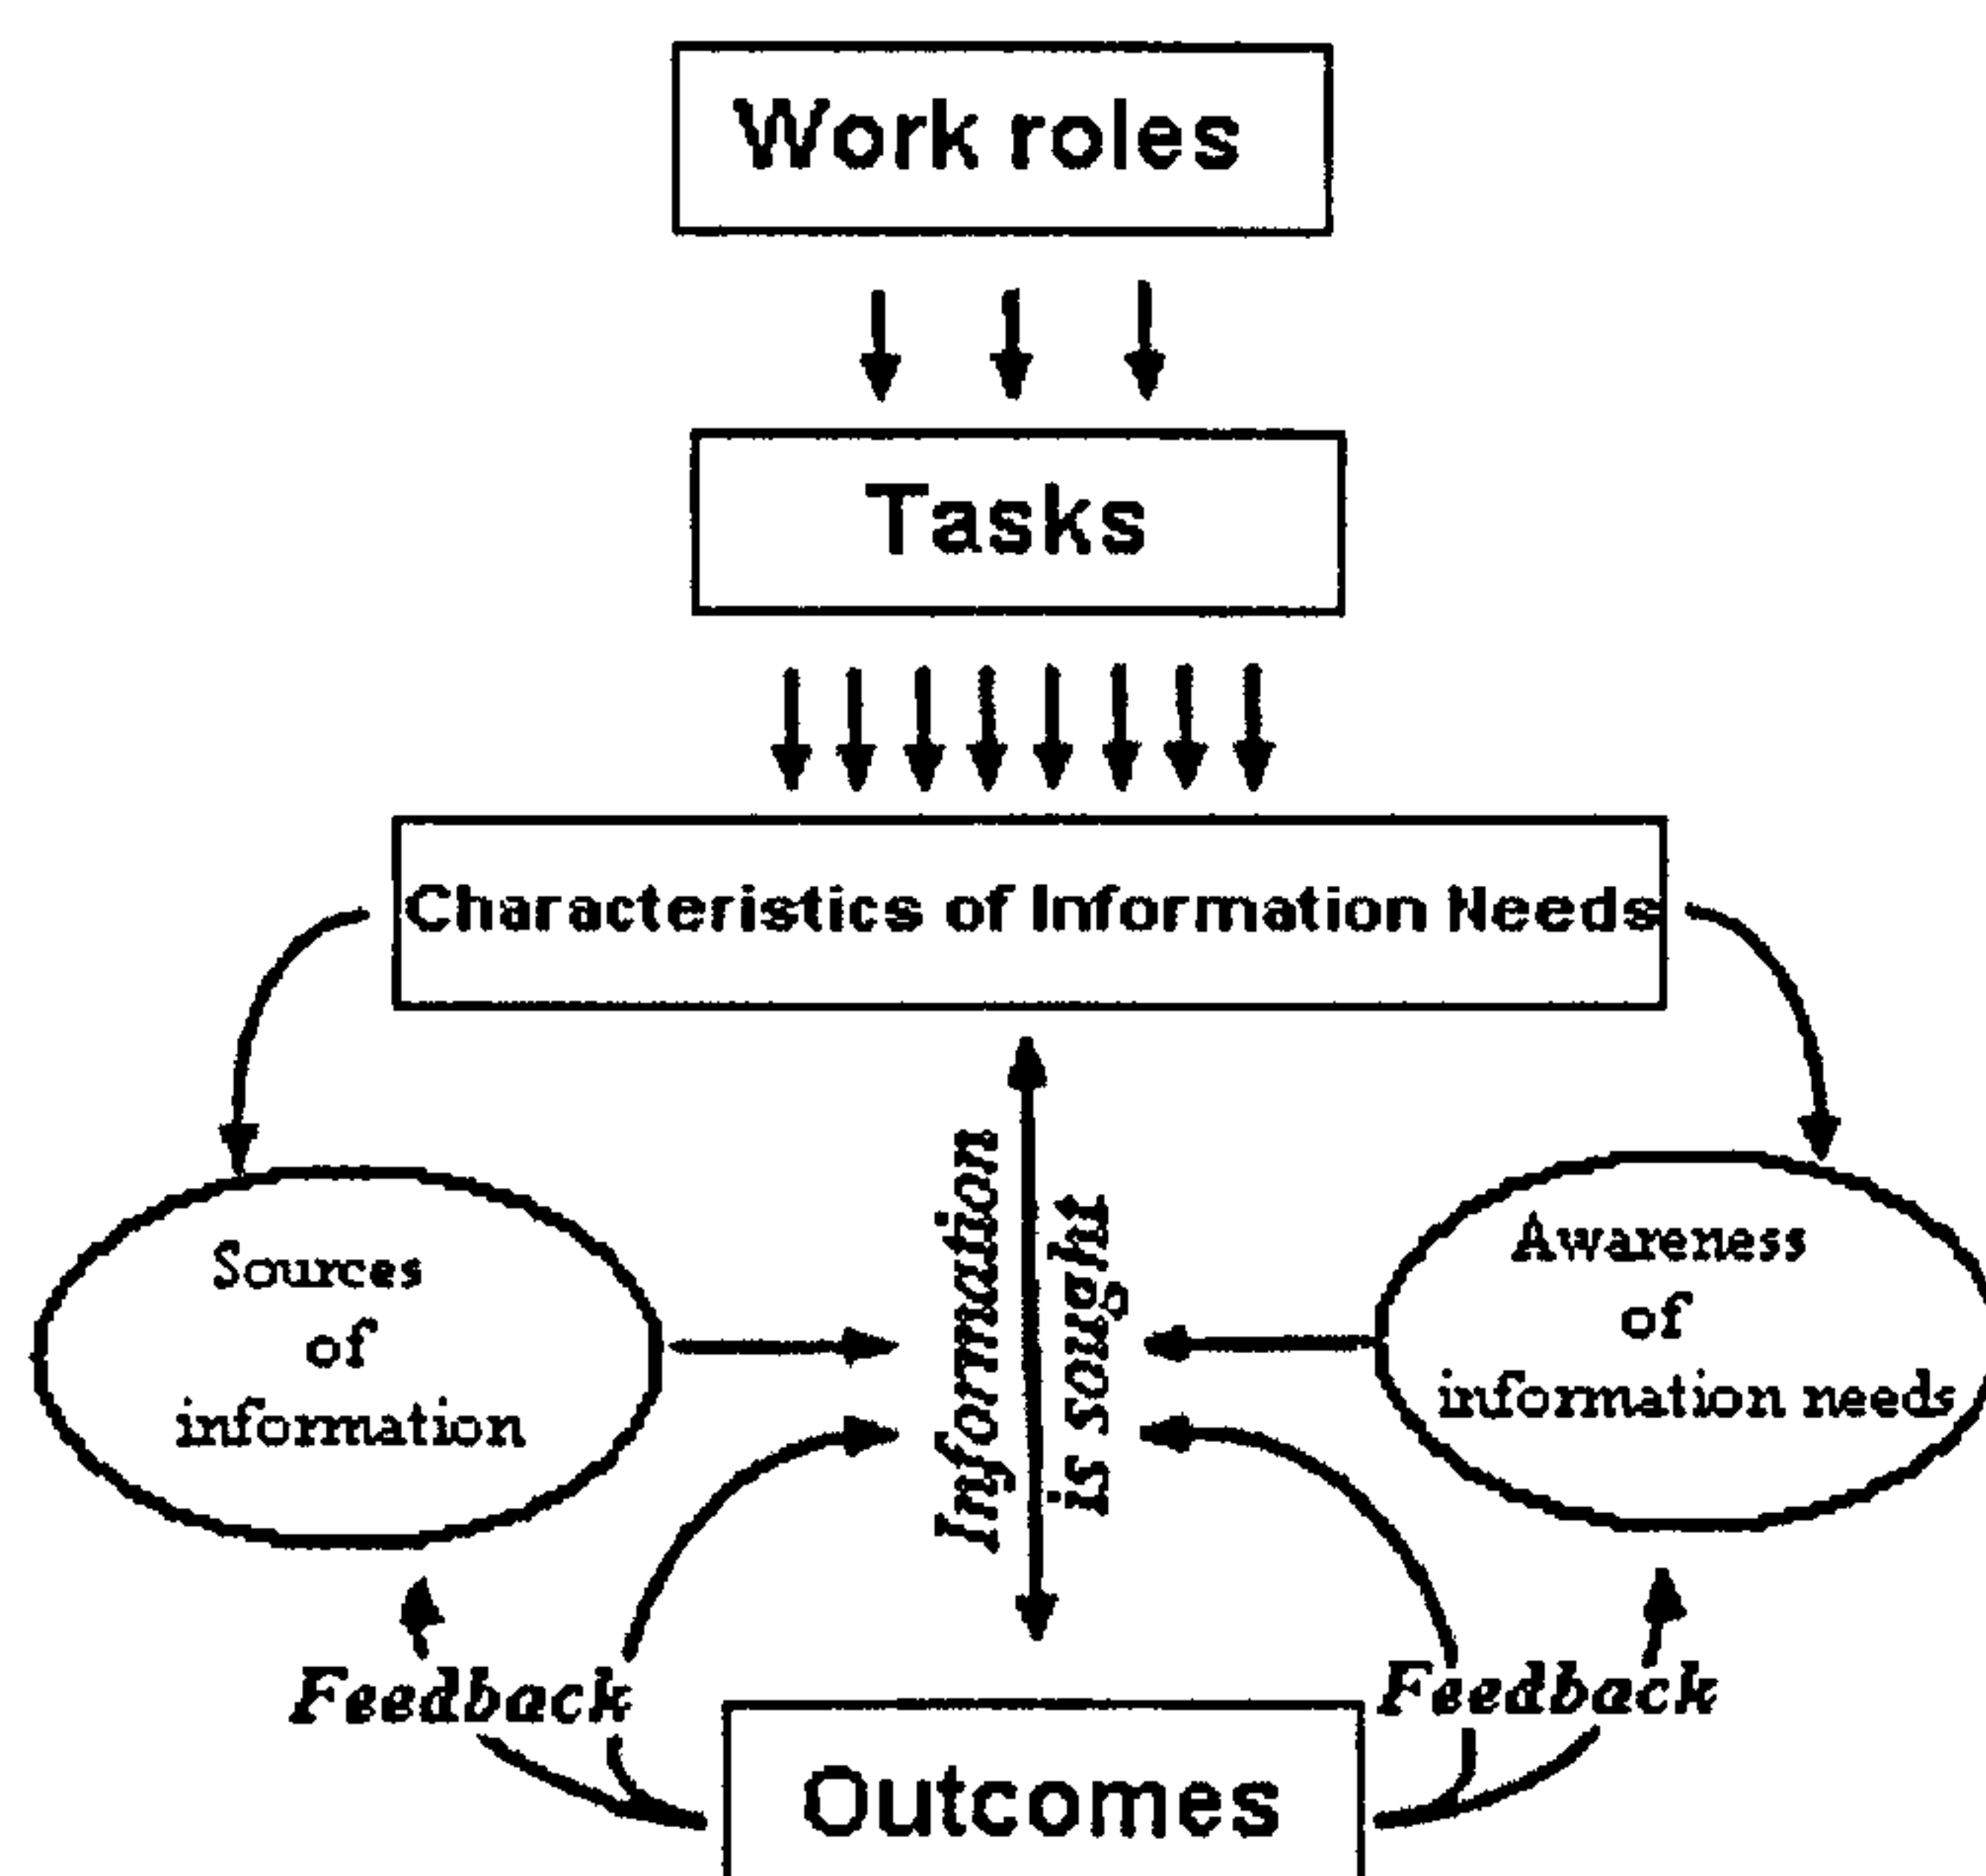 Work roles
Tasks
Characteristics of Information Needs
Sources
of
information
Information
is sought
Awareness
of
information needs
Feedback
Feedback
Outcomes